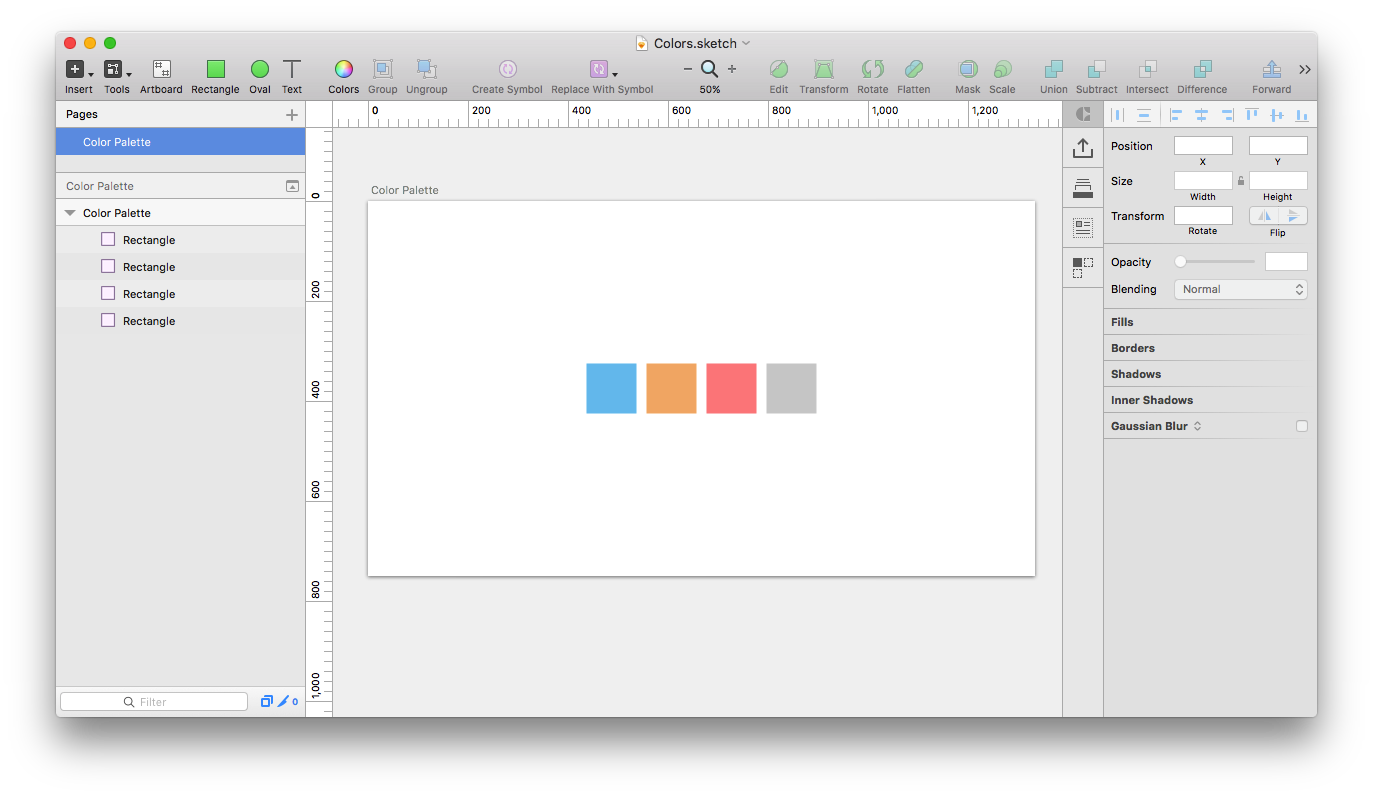 Colors.sketch
Insert Tools Artboard Rectangle Oval Text Colors Group Ungroup Create Symbol Replace With Symbol 50% Edit Transform Rotate Flatten Mask Scale Union Subtract Intersect Difference Forward
Pages
Color Palette
Color Palette
Color Palette
Rectangle
Rectangle
Rectangle
Rectangle
Filter
0
0 200 400 600 800 1,000 1,200
0
200
400
600
800
1,000
Color Palette
Position
X Y
Size
Width Height
Transform
Rotate Flip
Opacity
Blending Normal
Fills
Borders
Shadows
Inner Shadows
Gaussian Blur